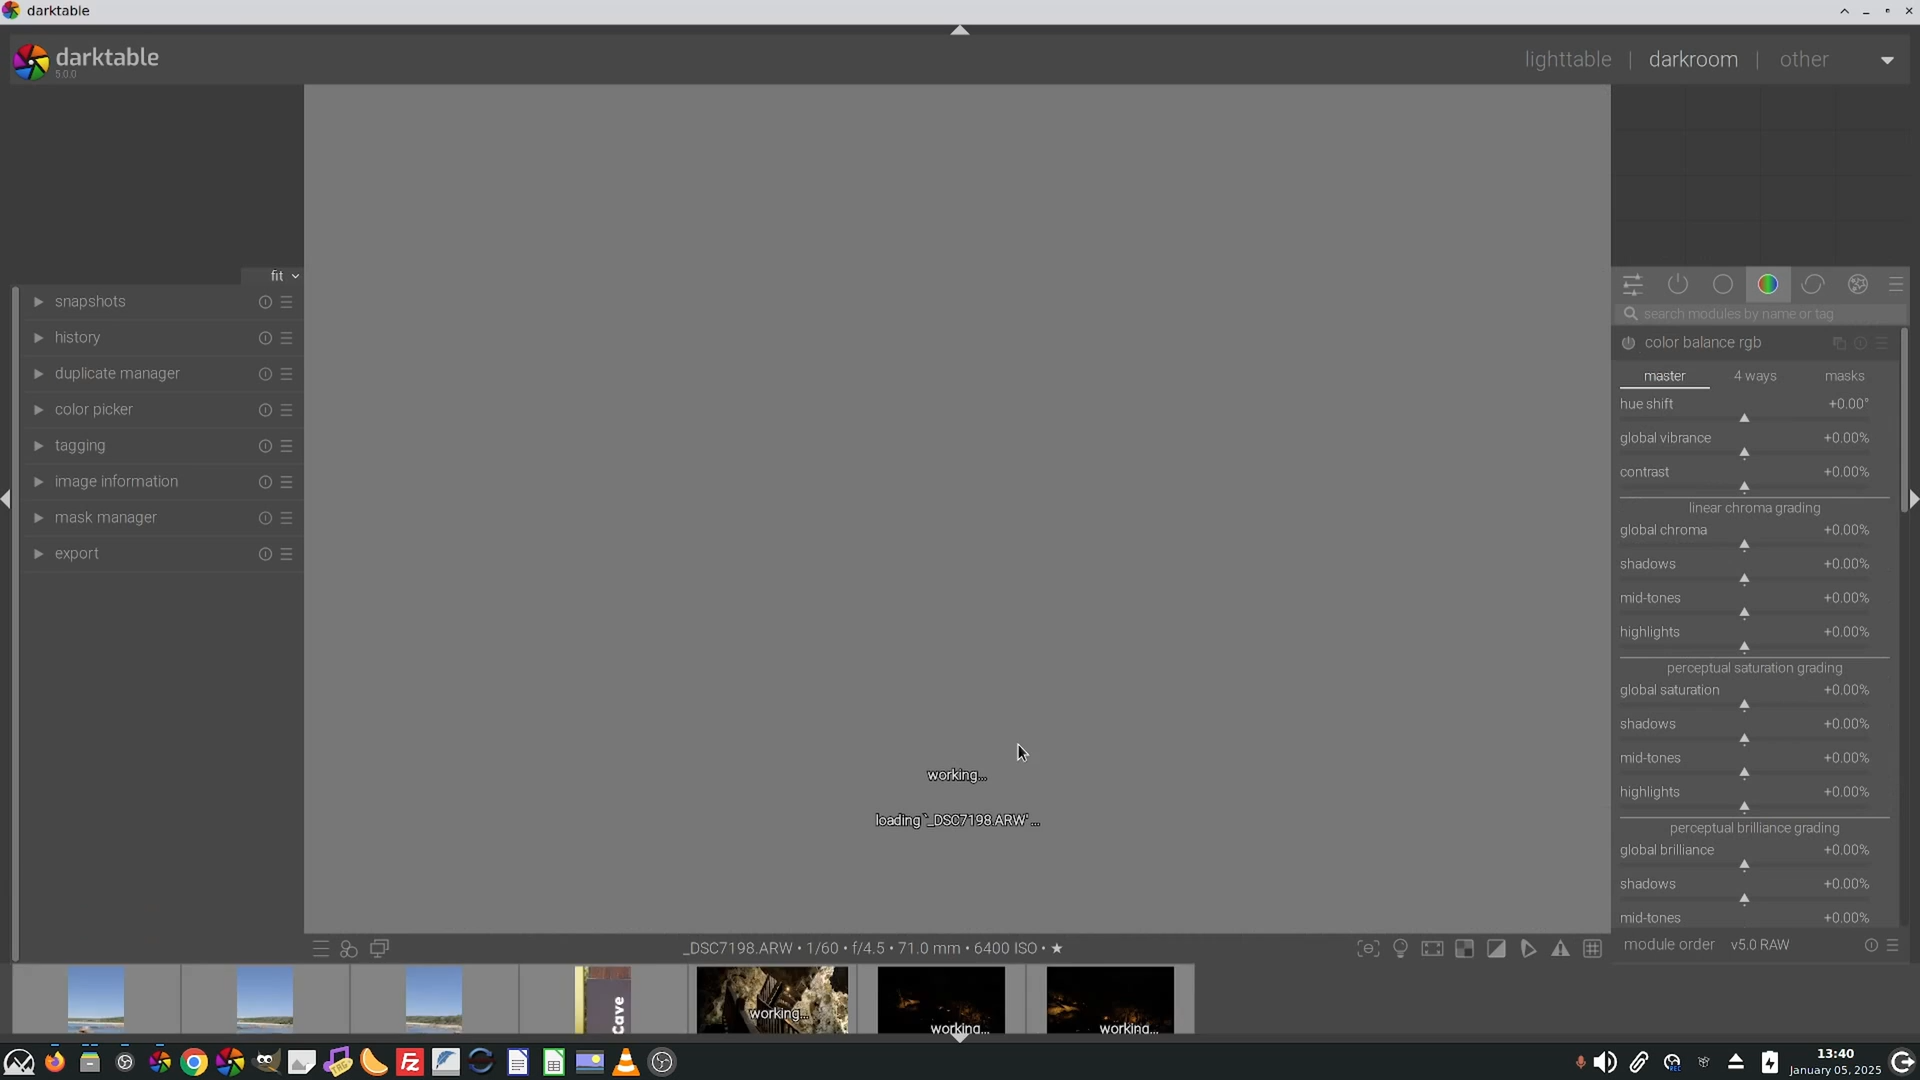 darktable
darktable
5.0.0
lighttable | darkroom | other
fit
snapshots
history
duplicate manager
color picker
tagging
image information
mask manager
export
search modules by name or tag
color balance rgb
master 4 ways masks
hue shift +0.00°
global vibrance +0.00%
contrast +0.00%
linear chroma grading
global chroma +0.00%
shadows +0.00%
mid-tones +0.00%
highlights +0.00%
perceptual saturation grading
global saturation +0.00%
shadows +0.00%
mid-tones +0.00%
highlights +0.00%
perceptual brilliance grading
global brilliance +0.00%
shadows +0.00%
mid-tones +0.00%
module order v5.0 RAW
working...
loading `_DSC7198.ARW' ...
_DSC7198.ARW • 1/60 • f/4.5 • 71.0 mm • 6400 ISO • ★
Cave
working...
working...
working...
13:40
January 05, 2025